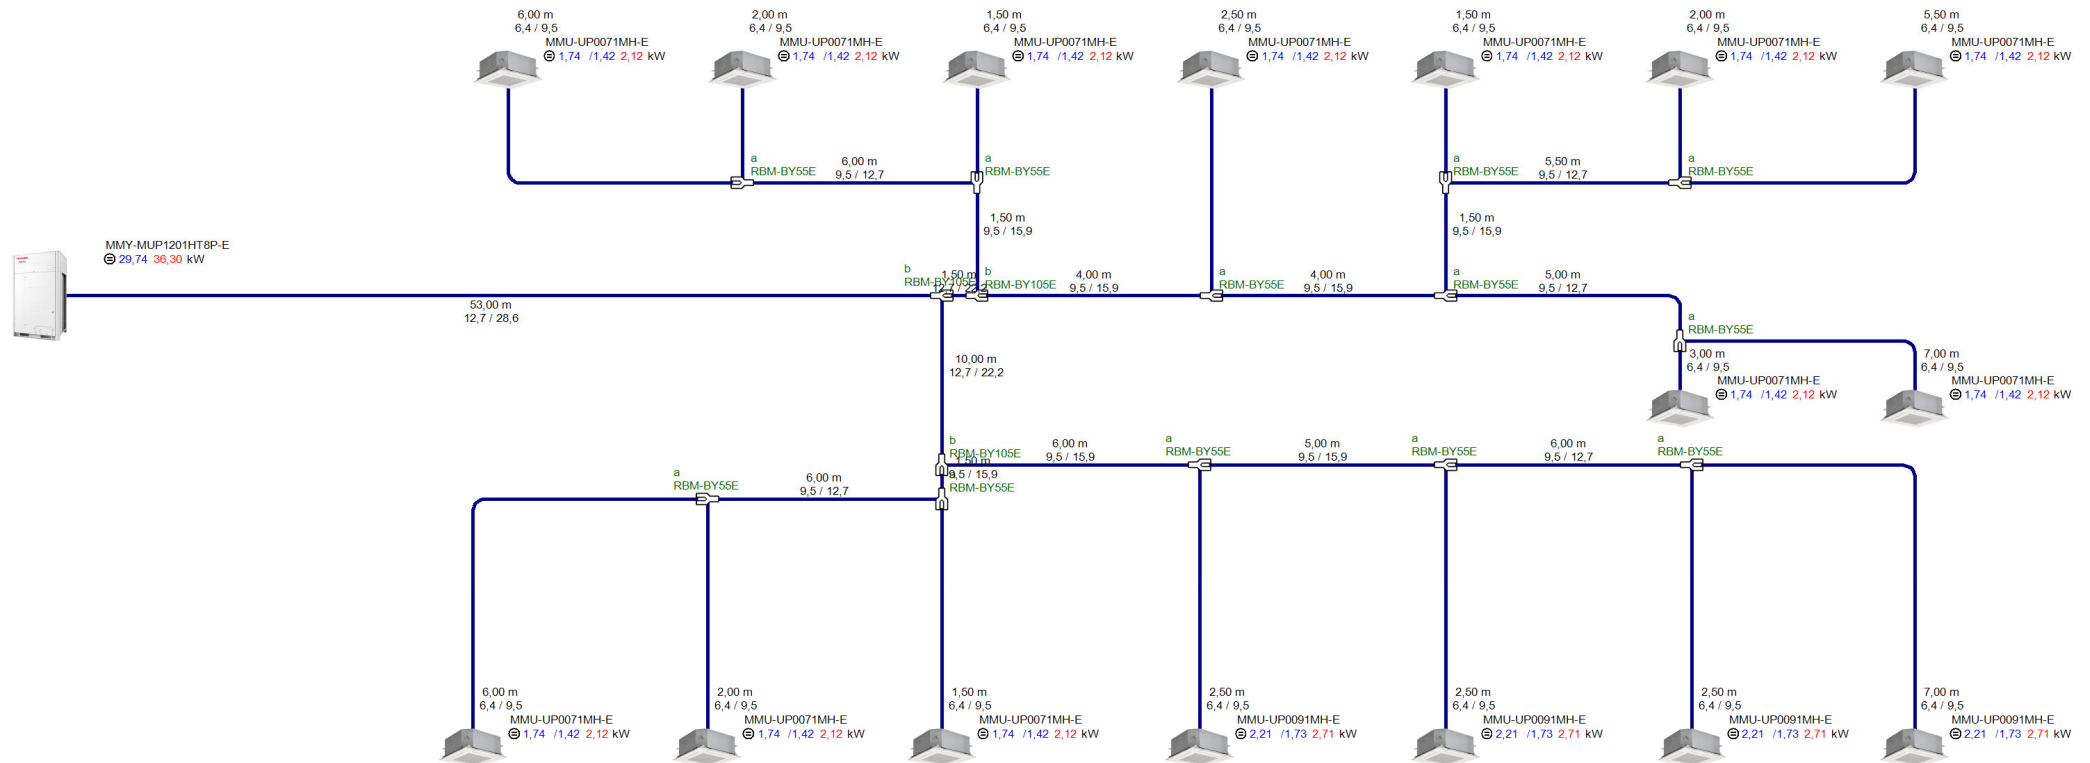 6,00 m
6,4 / 9,5
MMU-UP0071MH-E
1,74 /1,42 2,12 kW
2,00 m
6,4 / 9,5
MMU-UP0071MH-E
1,74 /1,42 2,12 kW
1,50 m
6,4 / 9,5
MMU-UP0071MH-E
1,74 /1,42 2,12 kW
2,50 m
6,4 / 9,5
MMU-UP0071MH-E
1,74 /1,42 2,12 kW
1,50 m
6,4 / 9,5
MMU-UP0071MH-E
1,74 /1,42 2,12 kW
2,00 m
6,4 / 9,5
MMU-UP0071MH-E
1,74 /1,42 2,12 kW
5,50 m
6,4 / 9,5
MMU-UP0071MH-E
1,74 /1,42 2,12 kW
a
RBM-BY55E
6,00 m
9,5 / 12,7
a
RBM-BY55E
a
RBM-BY55E
5,50 m
9,5 / 12,7
a
RBM-BY55E
1,50 m
9,5 / 15,9
1,50 m
9,5 / 15,9
MMY-MUP1201HT8P-E
29,74 36,30 kW
53,00 m
12,7 / 28,6
b
RBM-BY105E
1,50 m
12,7 / 22,2
b
RBM-BY105E
4,00 m
9,5 / 15,9
a
RBM-BY55E
4,00 m
9,5 / 15,9
a
RBM-BY55E
5,00 m
9,5 / 12,7
a
RBM-BY55E
3,00 m
6,4 / 9,5
MMU-UP0071MH-E
1,74 /1,42 2,12 kW
7,00 m
6,4 / 9,5
MMU-UP0071MH-E
1,74 /1,42 2,12 kW
10,00 m
12,7 / 22,2
b
RBM-BY105E
1,50 m
9,5 / 15,9
RBM-BY55E
6,00 m
9,5 / 15,9
a
RBM-BY55E
5,00 m
9,5 / 15,9
a
RBM-BY55E
6,00 m
9,5 / 12,7
a
RBM-BY55E
a
RBM-BY55E
6,00 m
9,5 / 12,7
6,00 m
6,4 / 9,5
MMU-UP0071MH-E
1,74 /1,42 2,12 kW
2,00 m
6,4 / 9,5
MMU-UP0071MH-E
1,74 /1,42 2,12 kW
1,50 m
6,4 / 9,5
MMU-UP0071MH-E
1,74 /1,42 2,12 kW
2,50 m
6,4 / 9,5
MMU-UP0091MH-E
2,21 /1,73 2,71 kW
2,50 m
6,4 / 9,5
MMU-UP0091MH-E
2,21 /1,73 2,71 kW
2,50 m
6,4 / 9,5
MMU-UP0091MH-E
2,21 /1,73 2,71 kW
7,00 m
6,4 / 9,5
MMU-UP0091MH-E
2,21 /1,73 2,71 kW